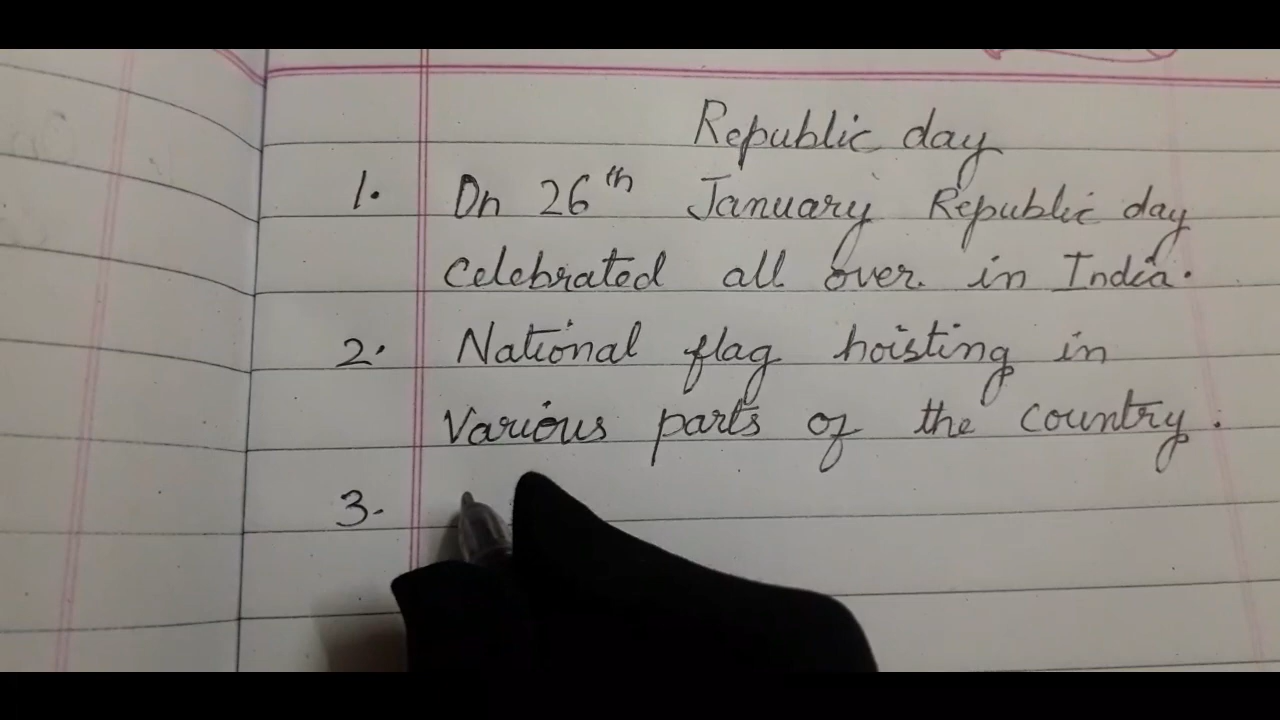 Republic day
1. On 26th January Republic day
celebrated all over in India.
2. National flag hoisting in
various parts of the country.
3.